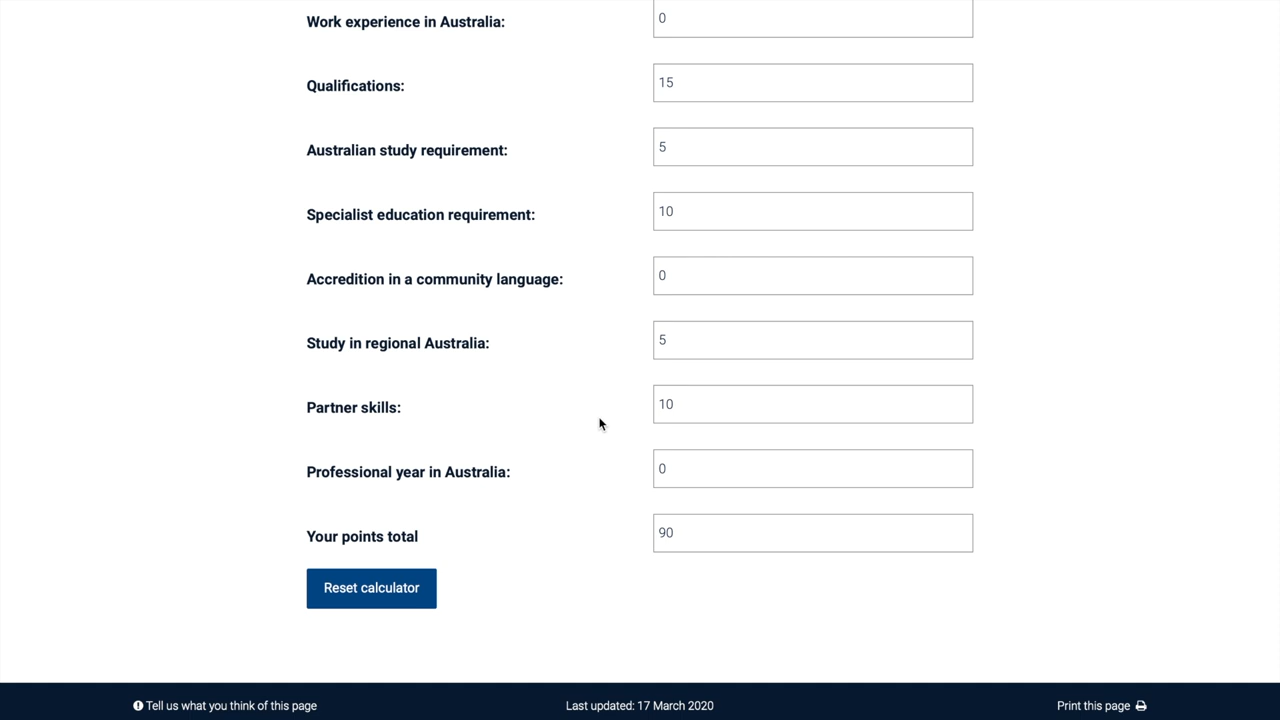 Work experience in Australia: 0
Qualifications: 15
Australian study requirement: 5
Specialist education requirement: 10
Accredition in a community language: 0
Study in regional Australia: 5
Partner skills: 10
Professional year in Australia: 0
Your points total 90
Reset calculator
Tell us what you think of this page Last updated: 17 March 2020 Print this page